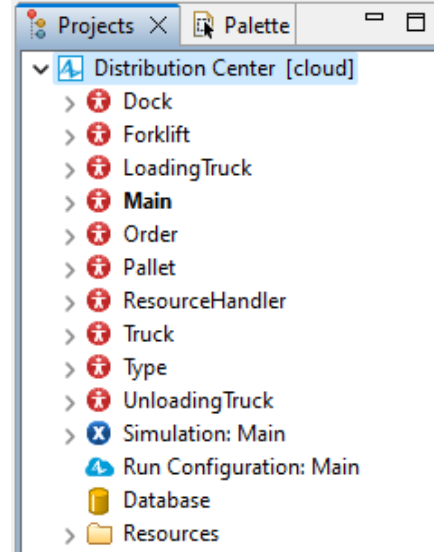 Projects Palette
Distribution Center [cloud]
Dock
Forklift
LoadingTruck
Main
Order
Pallet
ResourceHandler
Truck
Type
UnloadingTruck
Simulation: Main
Run Configuration: Main
Database
Resources